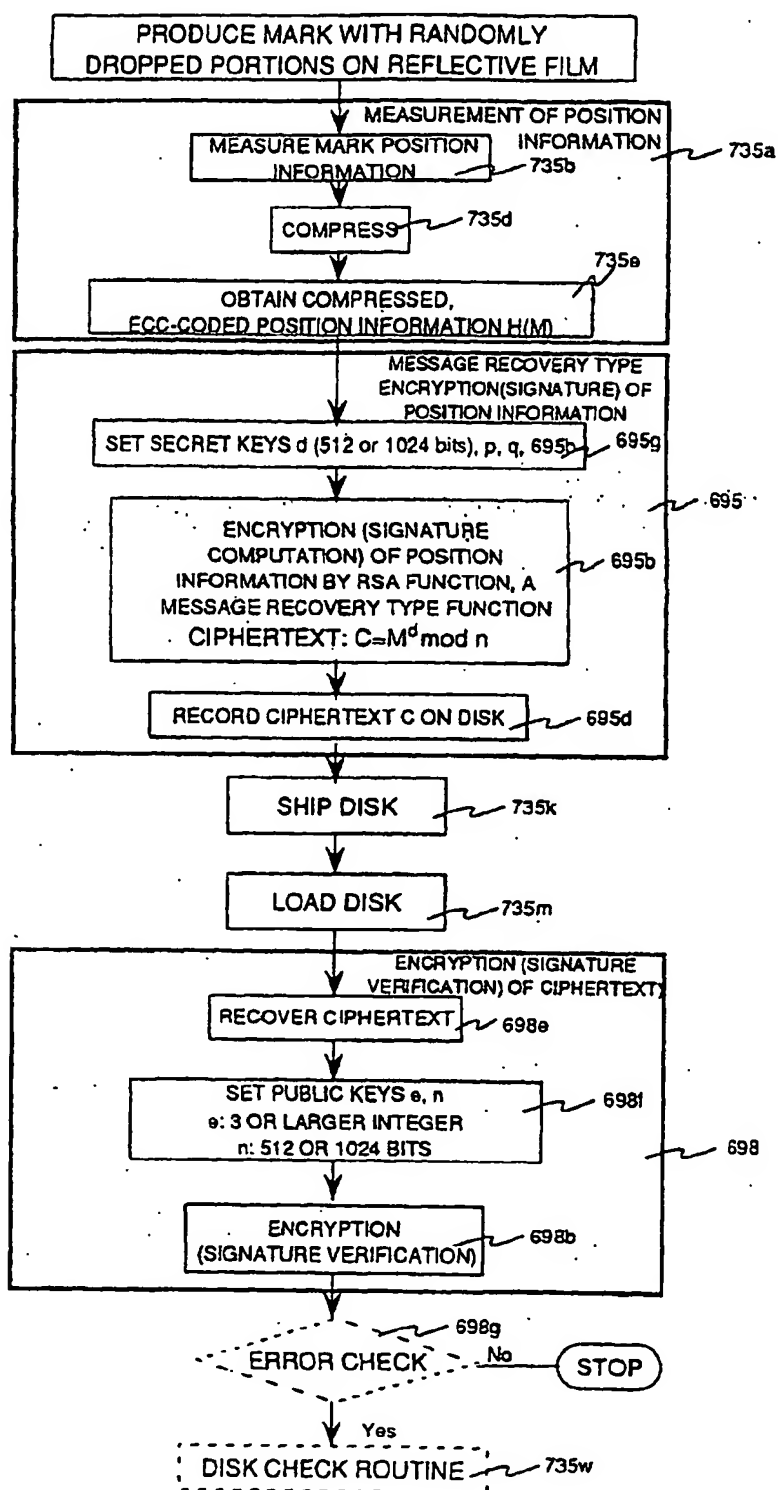 PRODUCE MARK WITH RANDOMLY
DROPPED PORTIONS ON REFLECTIVE FILM
MEASUREMENT OF POSITION
INFORMATION
735a
MEASURE MARK POSITION
INFORMATION
735b
COMPRESS
735d
735e
OBTAIN COMPRESSED,
ECC-CODED POSITION INFORMATION H(M)
MESSAGE RECOVERY TYPE
ENCRYPTION(SIGNATURE) OF
POSITION INFORMATION
SET SECRET KEYS d (512 or 1024 bits), p, q, 695b
695g
695
ENCRYPTION (SIGNATURE
COMPUTATION) OF POSITION
INFORMATION BY RSA FUNCTION, A
MESSAGE RECOVERY TYPE FUNCTION
CIPHERTEXT: C=M^d mod n
695b
RECORD CIPHERTEXT C ON DISK
695d
SHIP DISK
735k
LOAD DISK
735m
ENCRYPTION (SIGNATURE
VERIFICATION) OF CIPHERTEXT)
RECOVER CIPHERTEXT
698e
SET PUBLIC KEYS e, n
e: 3 OR LARGER INTEGER
n: 512 OR 1024 BITS
698f
698
ENCRYPTION
(SIGNATURE VERIFICATION)
698b
698g
ERROR CHECK
No
STOP
Yes
DISK CHECK ROUTINE
735w